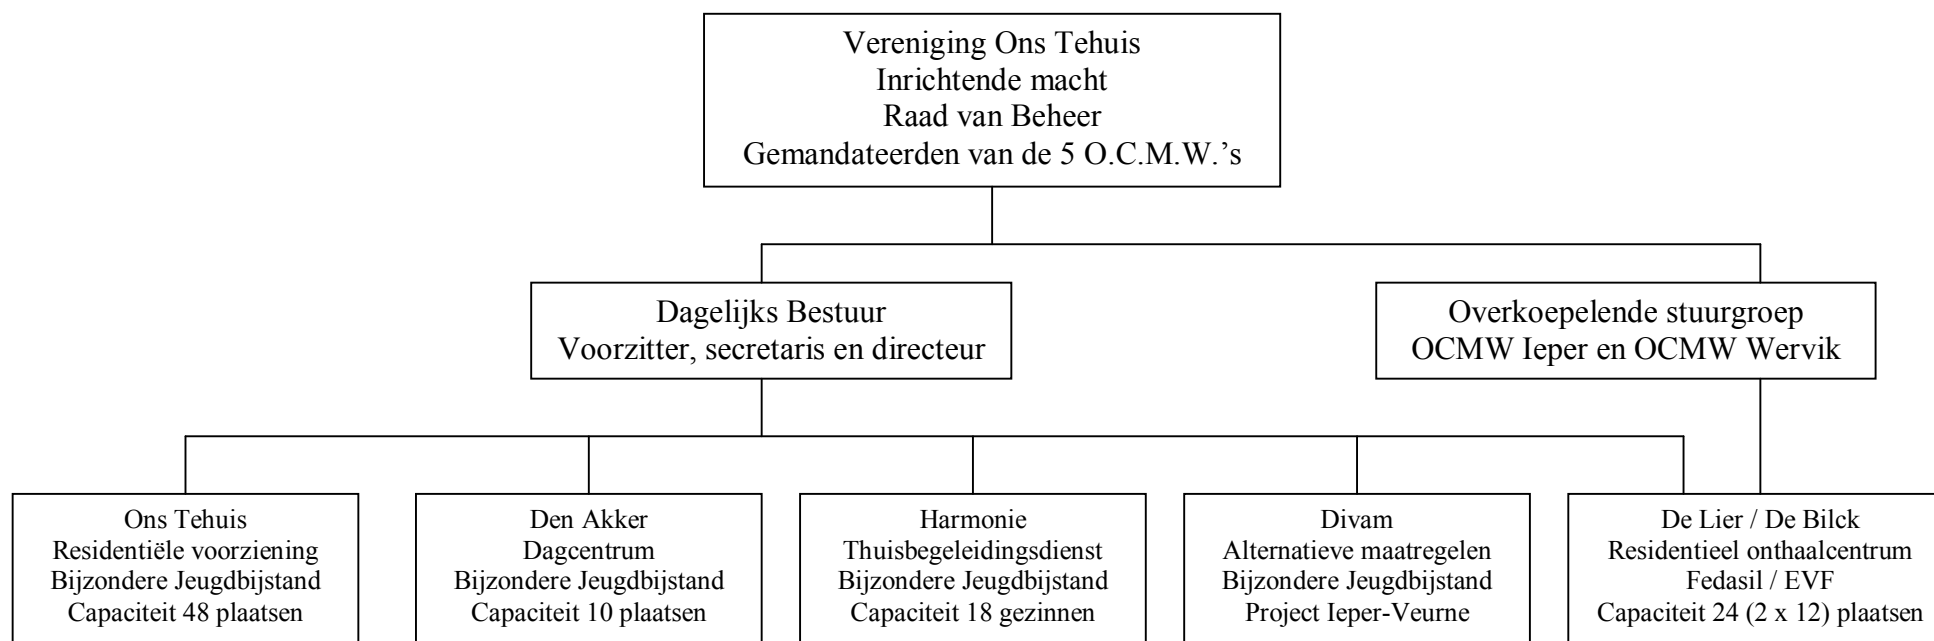 Vereniging Ons Tehuis
Inrichtende macht
Raad van Beheer
Gemandateerden van de 5 O.C.M.W.’s
Dagelijks Bestuur
Voorzitter, secretaris en directeur
Overkoepelende stuurgroep
OCMW Ieper en OCMW Wervik
Ons Tehuis
Residentiële voorziening
Bijzondere Jeugdbijstand
Capaciteit 48 plaatsen
Den Akker
Dagcentrum
Bijzondere Jeugdbijstand
Capaciteit 10 plaatsen
Harmonie
Thuisbegeleidingsdienst
Bijzondere Jeugdbijstand
Capaciteit 18 gezinnen
Divam
Alternatieve maatregelen
Bijzondere Jeugdbijstand
Project Ieper-Veurne
De Lier / De Bilck
Residentieel onthaalcentrum
Fedasil / EVF
Capaciteit 24 (2 x 12) plaatsen